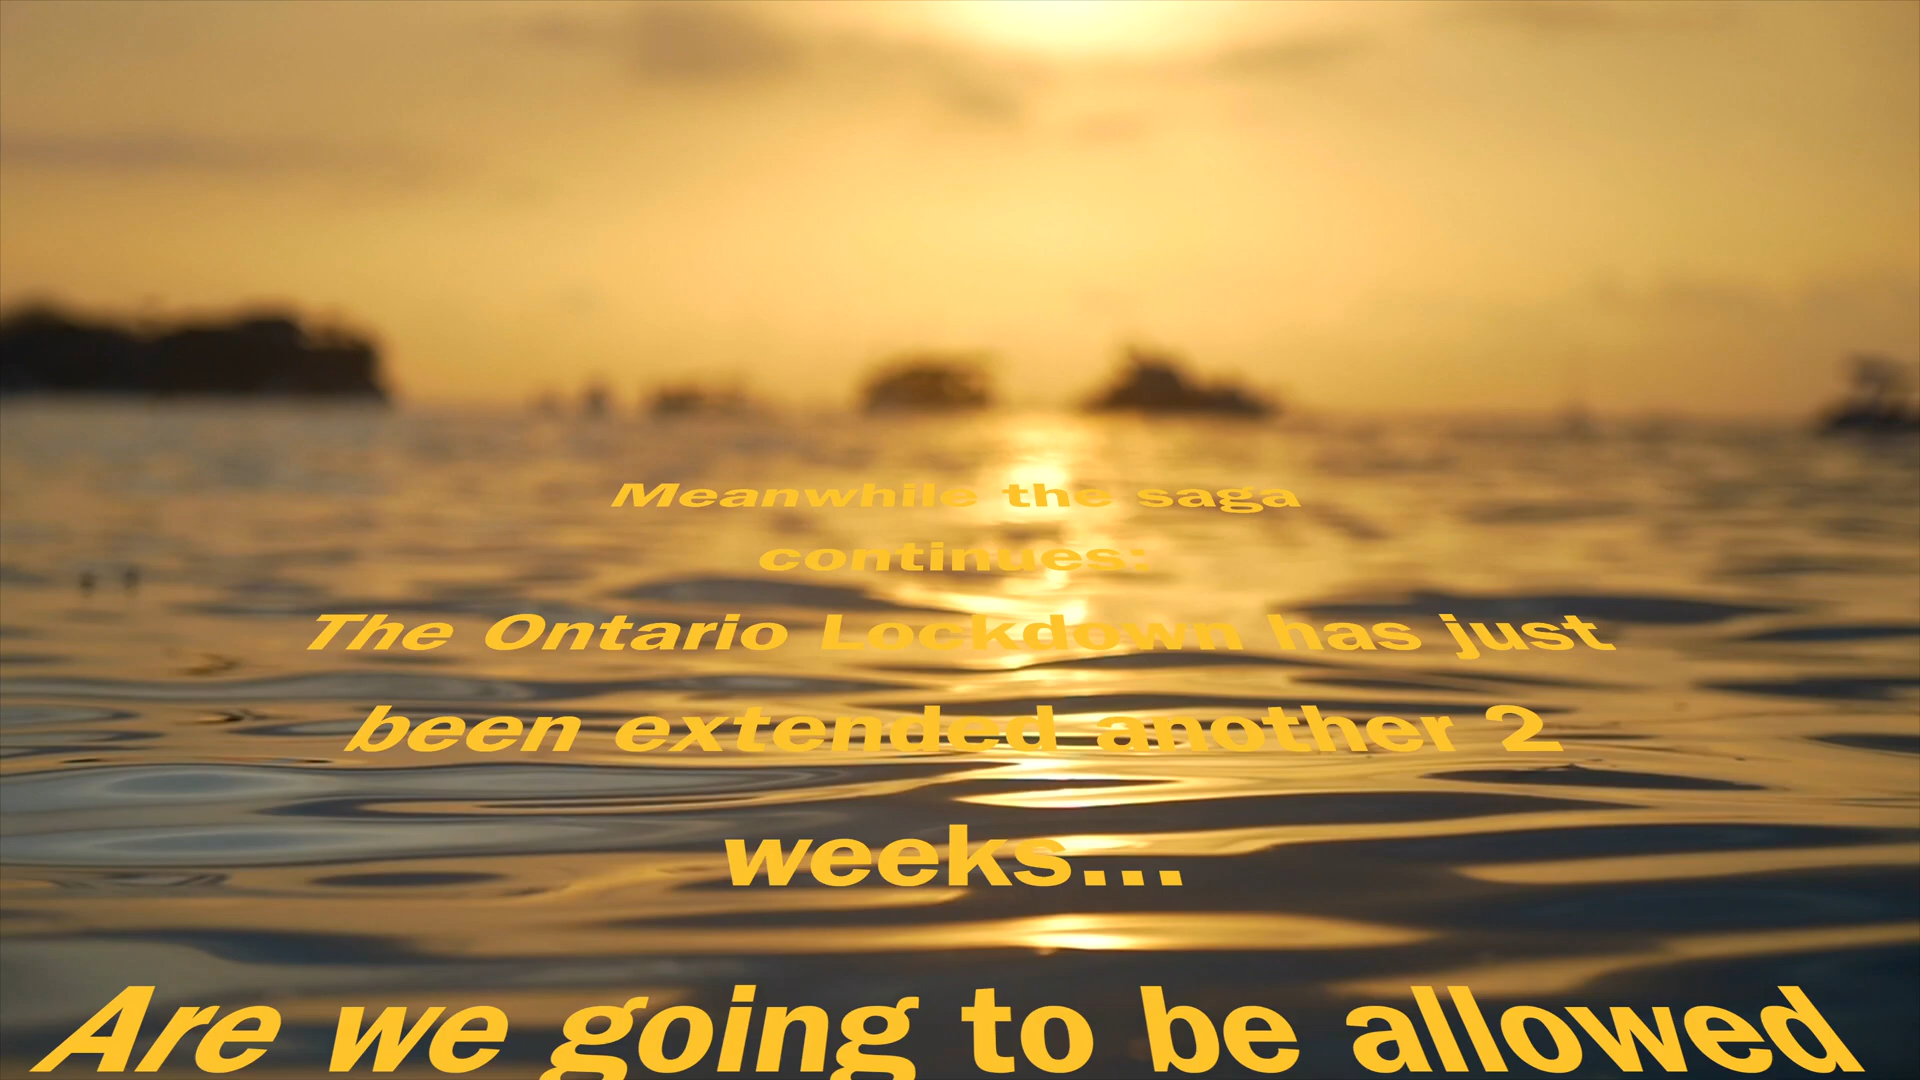 Meanwhile the saga
continues:
The Ontario Lockdown has just
been extended another 2
weeks...
Are we going to be allowed